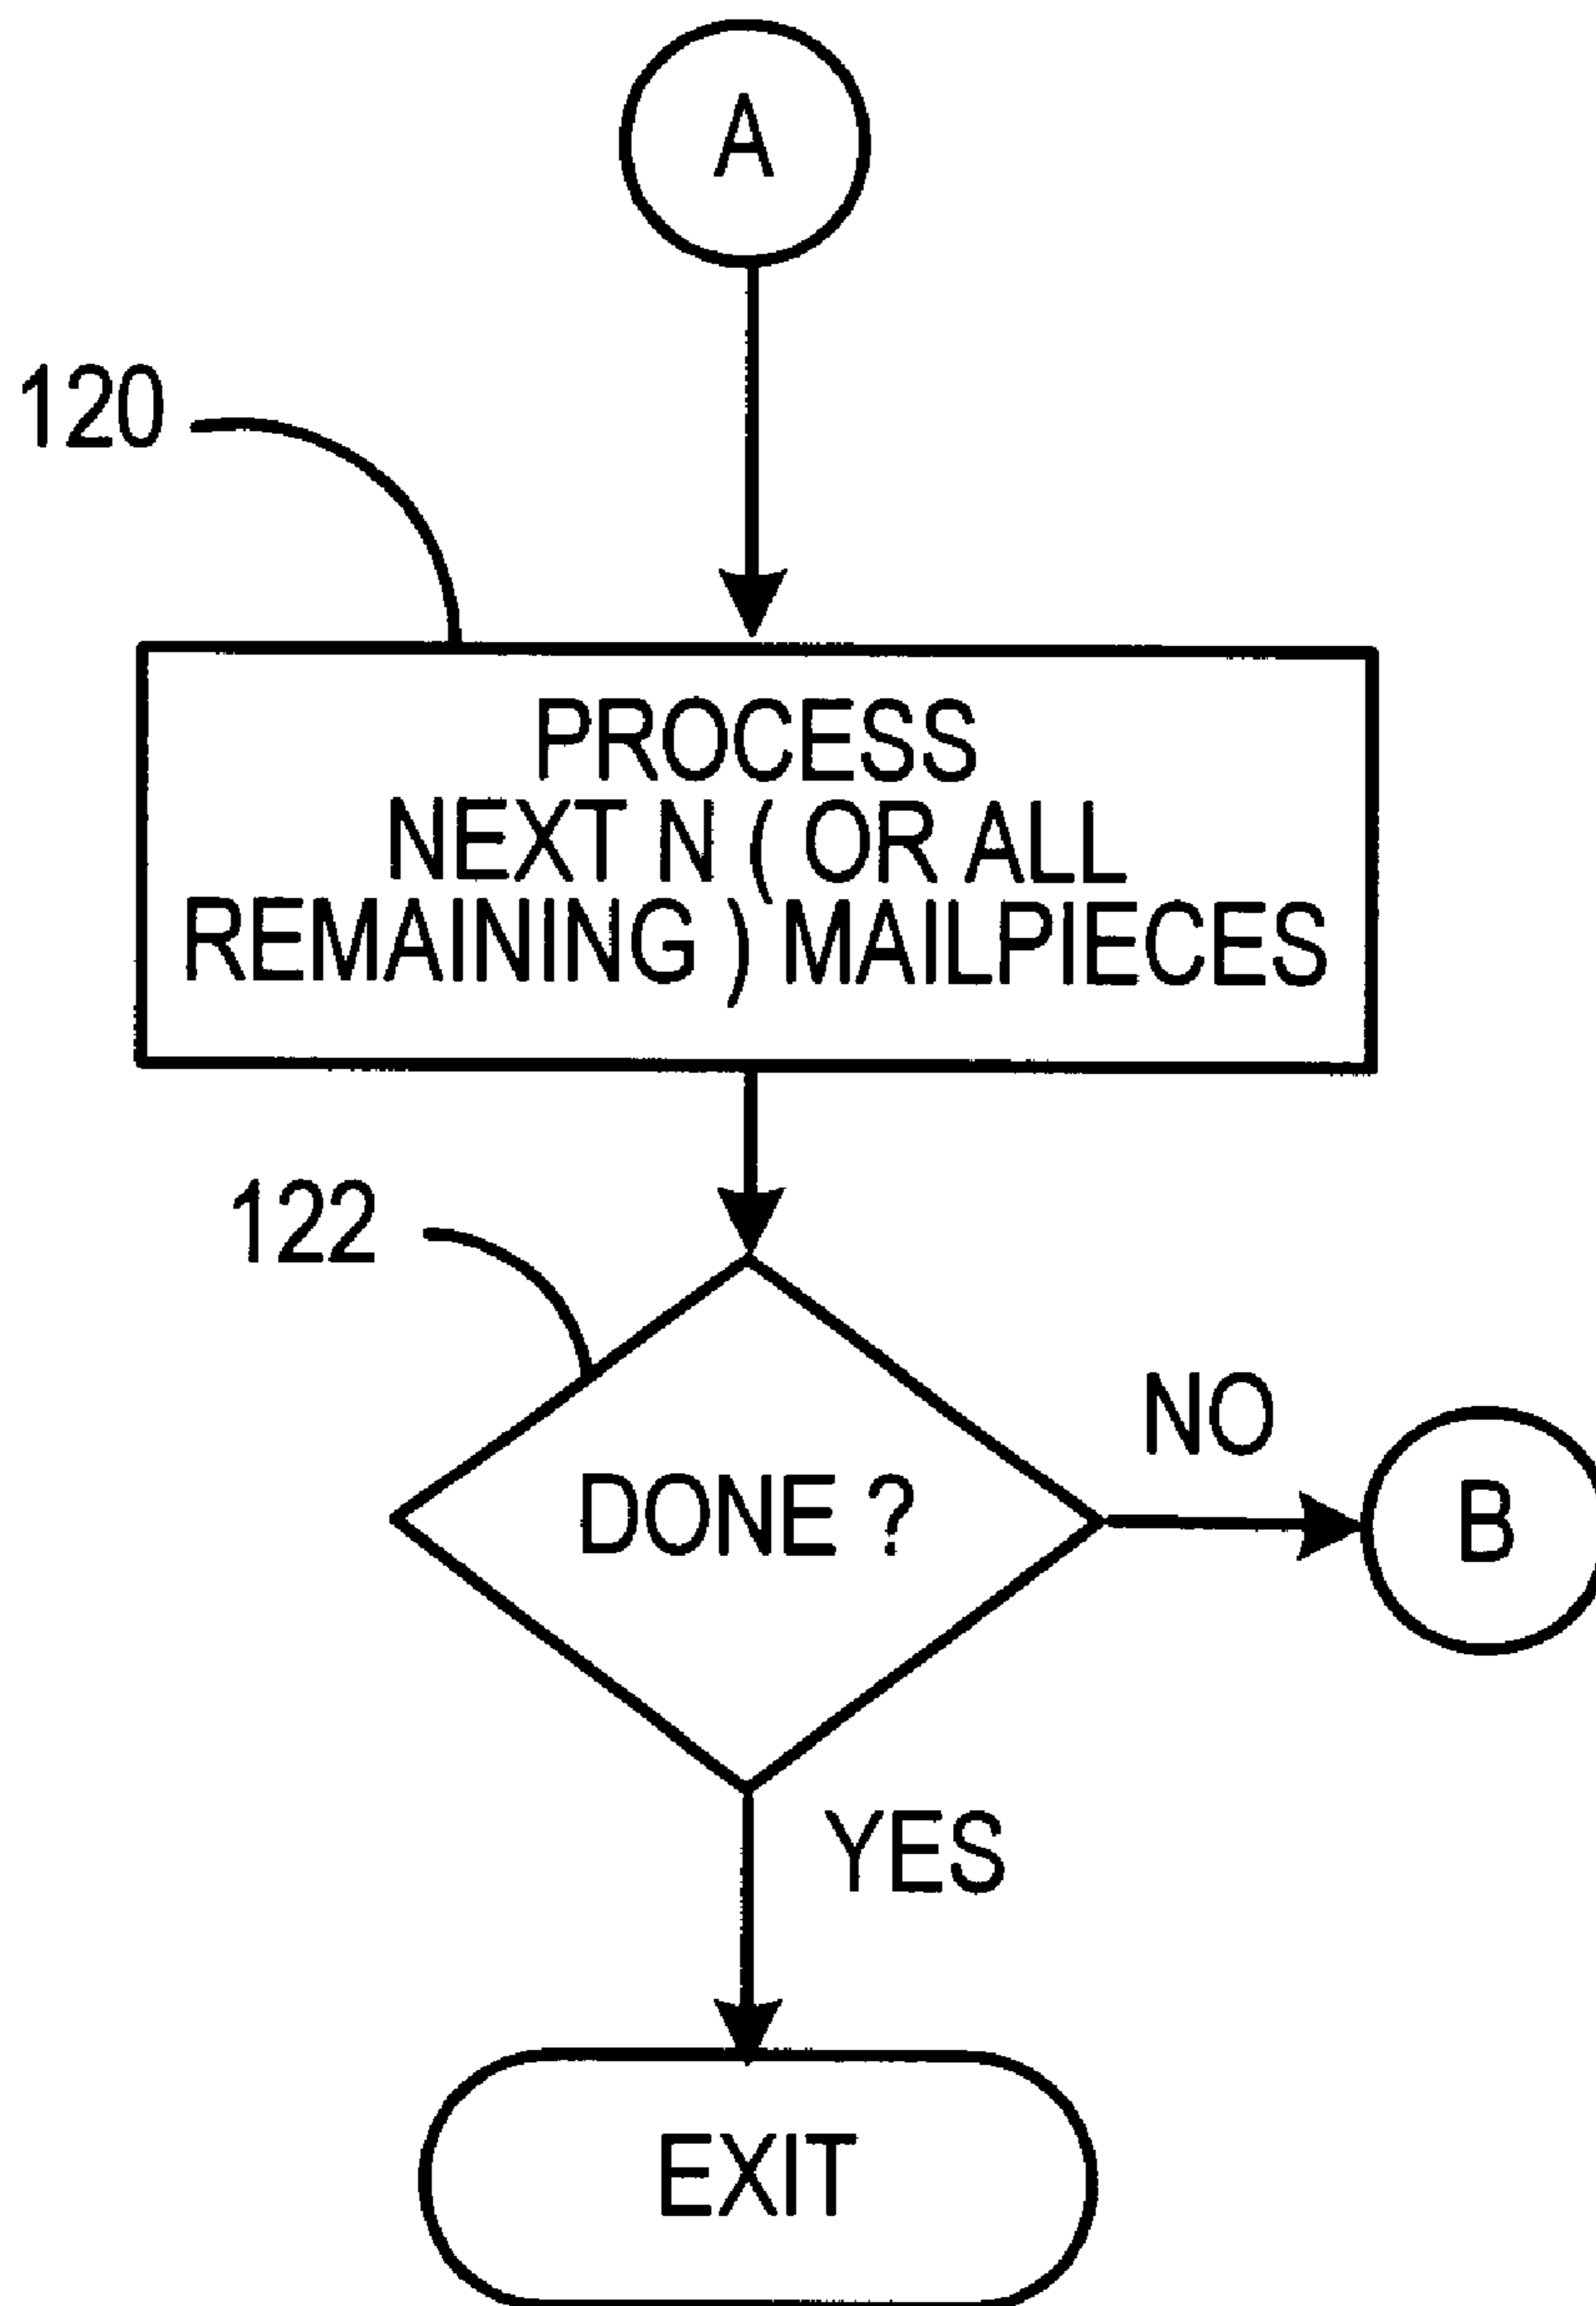 A
120
PROCESS
NEXT N ( OR ALL
REMAINING ) MAILPIECES
122
DONE ?
NO
B
YES
EXIT